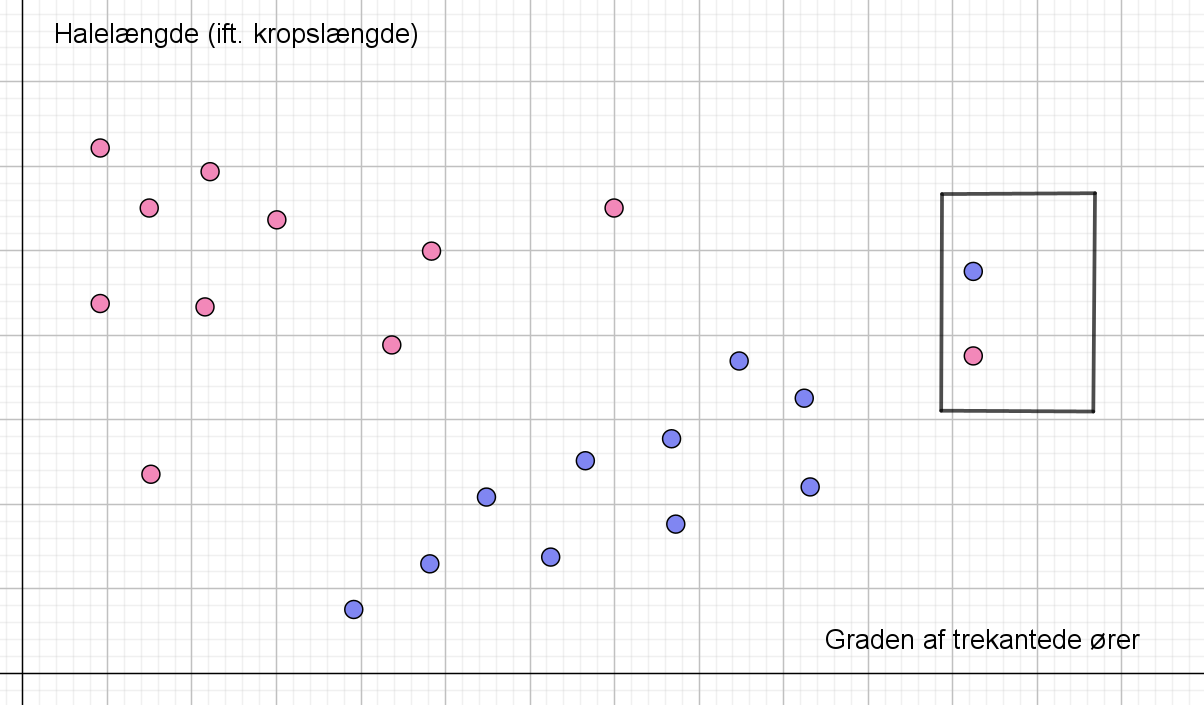 Halelængde (ift. kropslængde)
Graden af trekantede ører